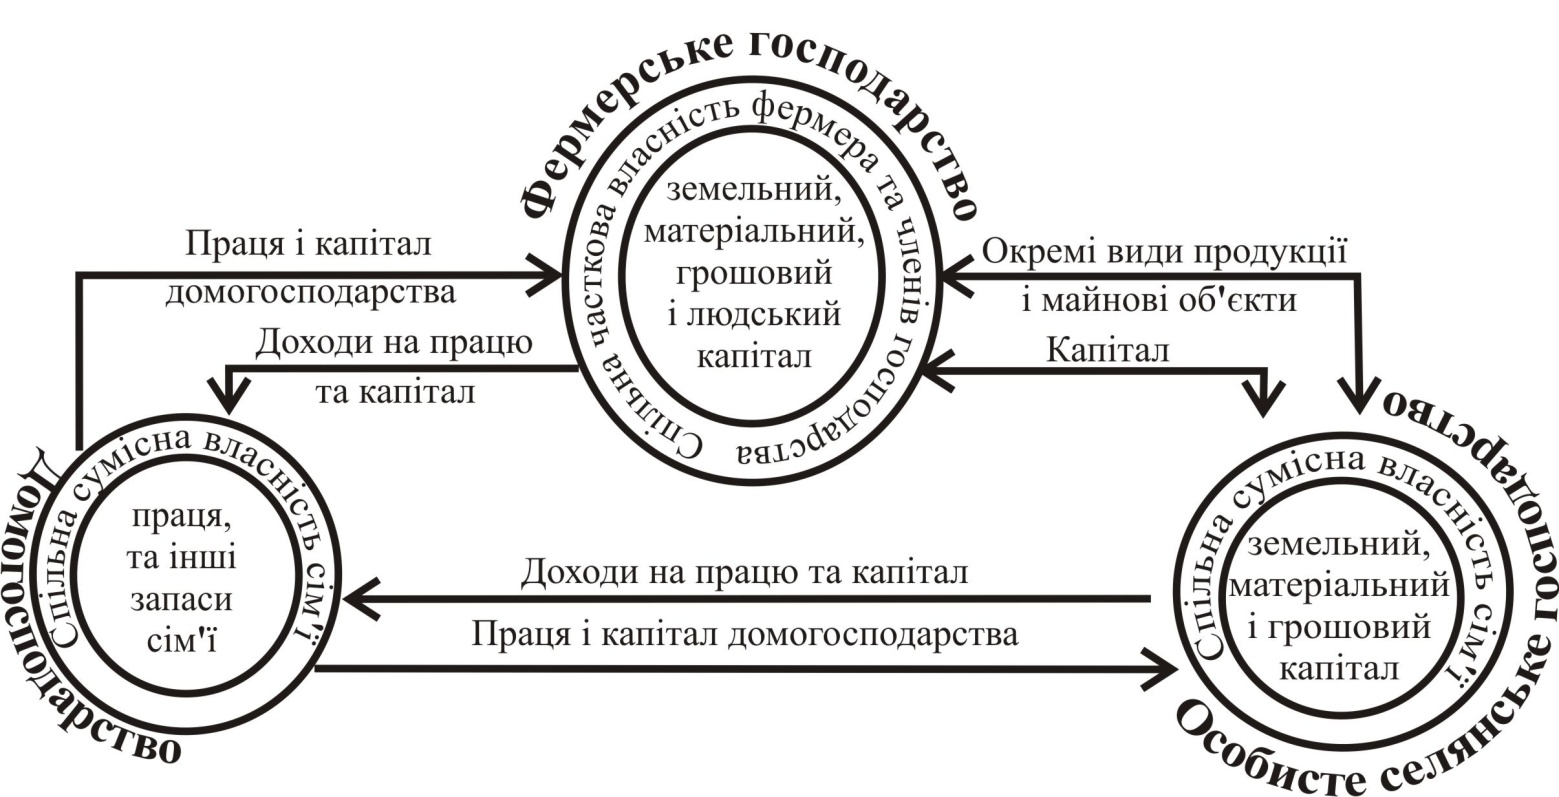 Фермерське господарство
Спільна часткова власність фермера та членів господарства
земельний,
матеріальний,
грошовий
і людський
капітал
Праця і капітал
домогосподарства
Доходи на працю
та капітал
Окремі види продукції
і майнові об'єкти
Капітал
Домогосподарство
Спільна сумісна власність сім'ї
праця,
та інші
запаси
сім'ї
Доходи на працю та капітал
Праця і капітал домогосподарства
Особисте селянське господарство
Спільна сумісна власність сім'ї
земельний,
матеріальний
і грошовий
капітал